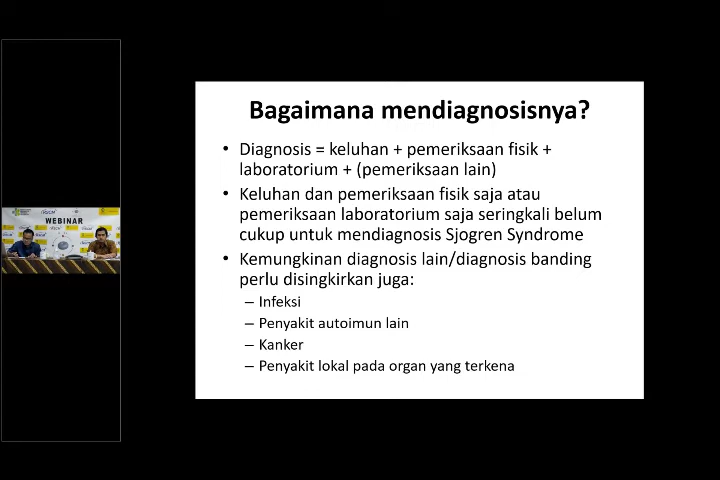 WEBINAR
Bagaimana mendiagnosisnya?
• Diagnosis = keluhan + pemeriksaan fisik +
laboratorium + (pemeriksaan lain)
• Keluhan dan pemeriksaan fisik saja atau
pemeriksaan laboratorium saja seringkali belum
cukup untuk mendiagnosis Sjogren Syndrome
• Kemungkinan diagnosis lain/diagnosis banding
perlu disingkirkan juga:
– Infeksi
– Penyakit autoimun lain
– Kanker
– Penyakit lokal pada organ yang terkena